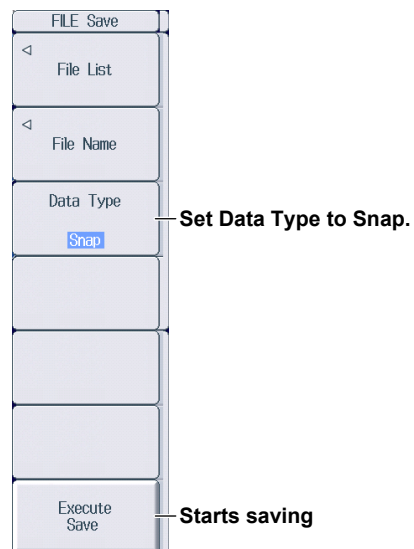 FILE Save
File List
File Name
Data Type
Set Data Type to Snap.
Snap
Execute
Save
Starts saving